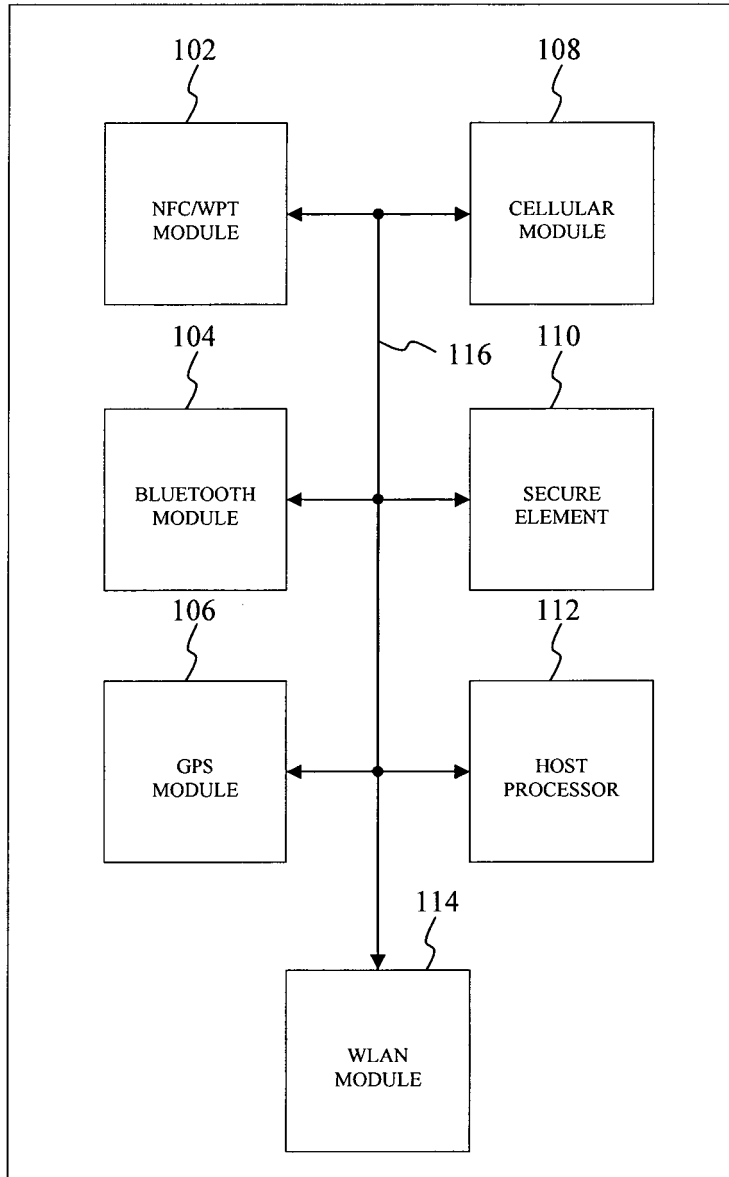 102
108
NFC/WPT
MODULE
CELLULAR
MODULE
116
104
110
BLUETOOTH
MODULE
SECURE
ELEMENT
106
112
GPS
MODULE
HOST
PROCESSOR
114
WLAN
MODULE